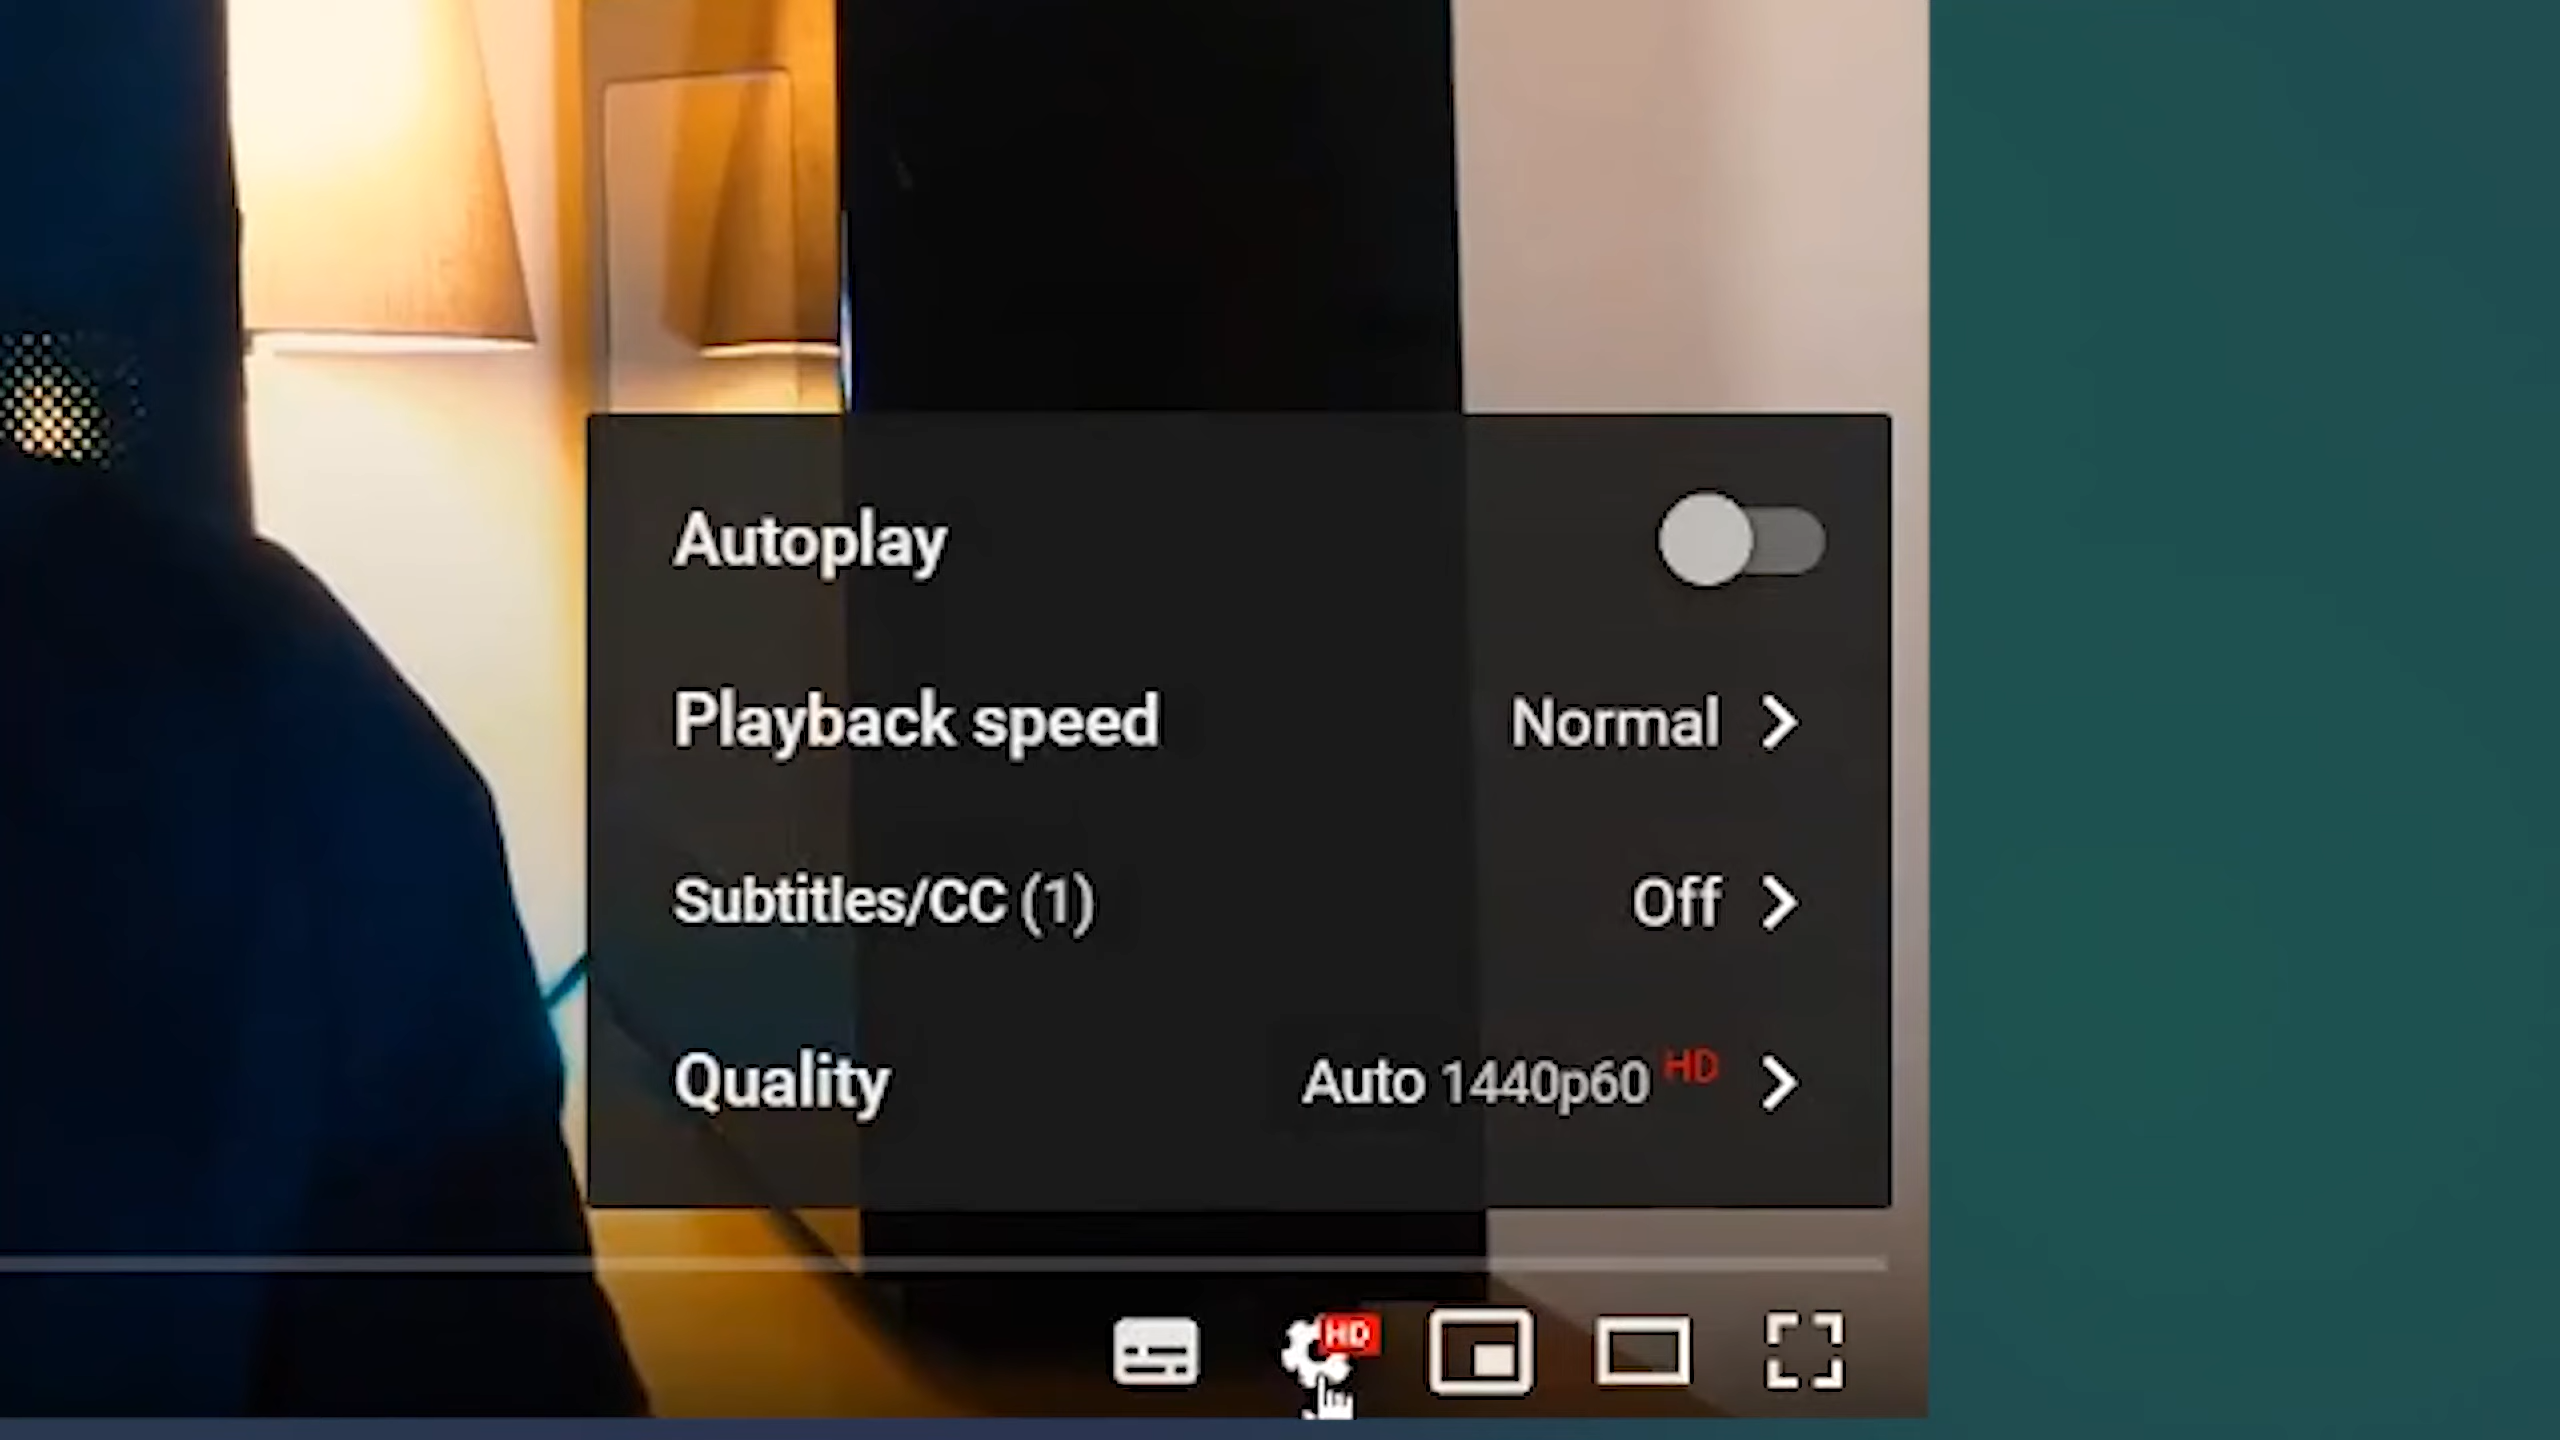 Autoplay
Playback speed Normal
Subtitles/CC (1) Off
Quality Auto 1440p60 HD
HD